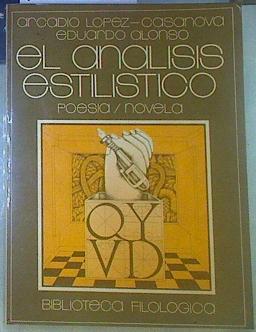 arcadio lopez-casanova
eduardo alonso
el analisis
estilistico
poesia / novela
QY
VD
BIBLIOTECA FILOLOGICA